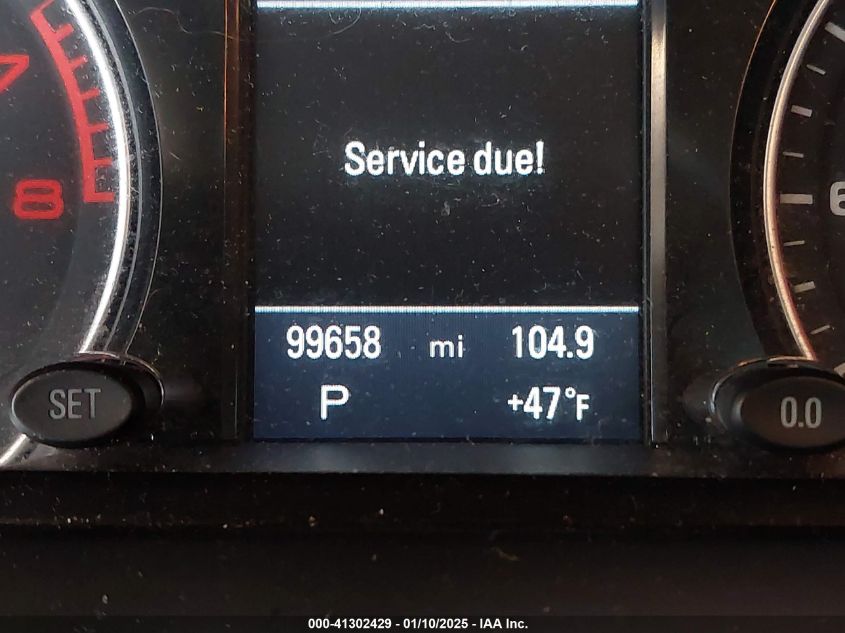 7
8
Service due!
6
99658 mi 104.9
P +47°F
SET
0.0
000-41302429 - 01/10/2025 - IAA Inc.